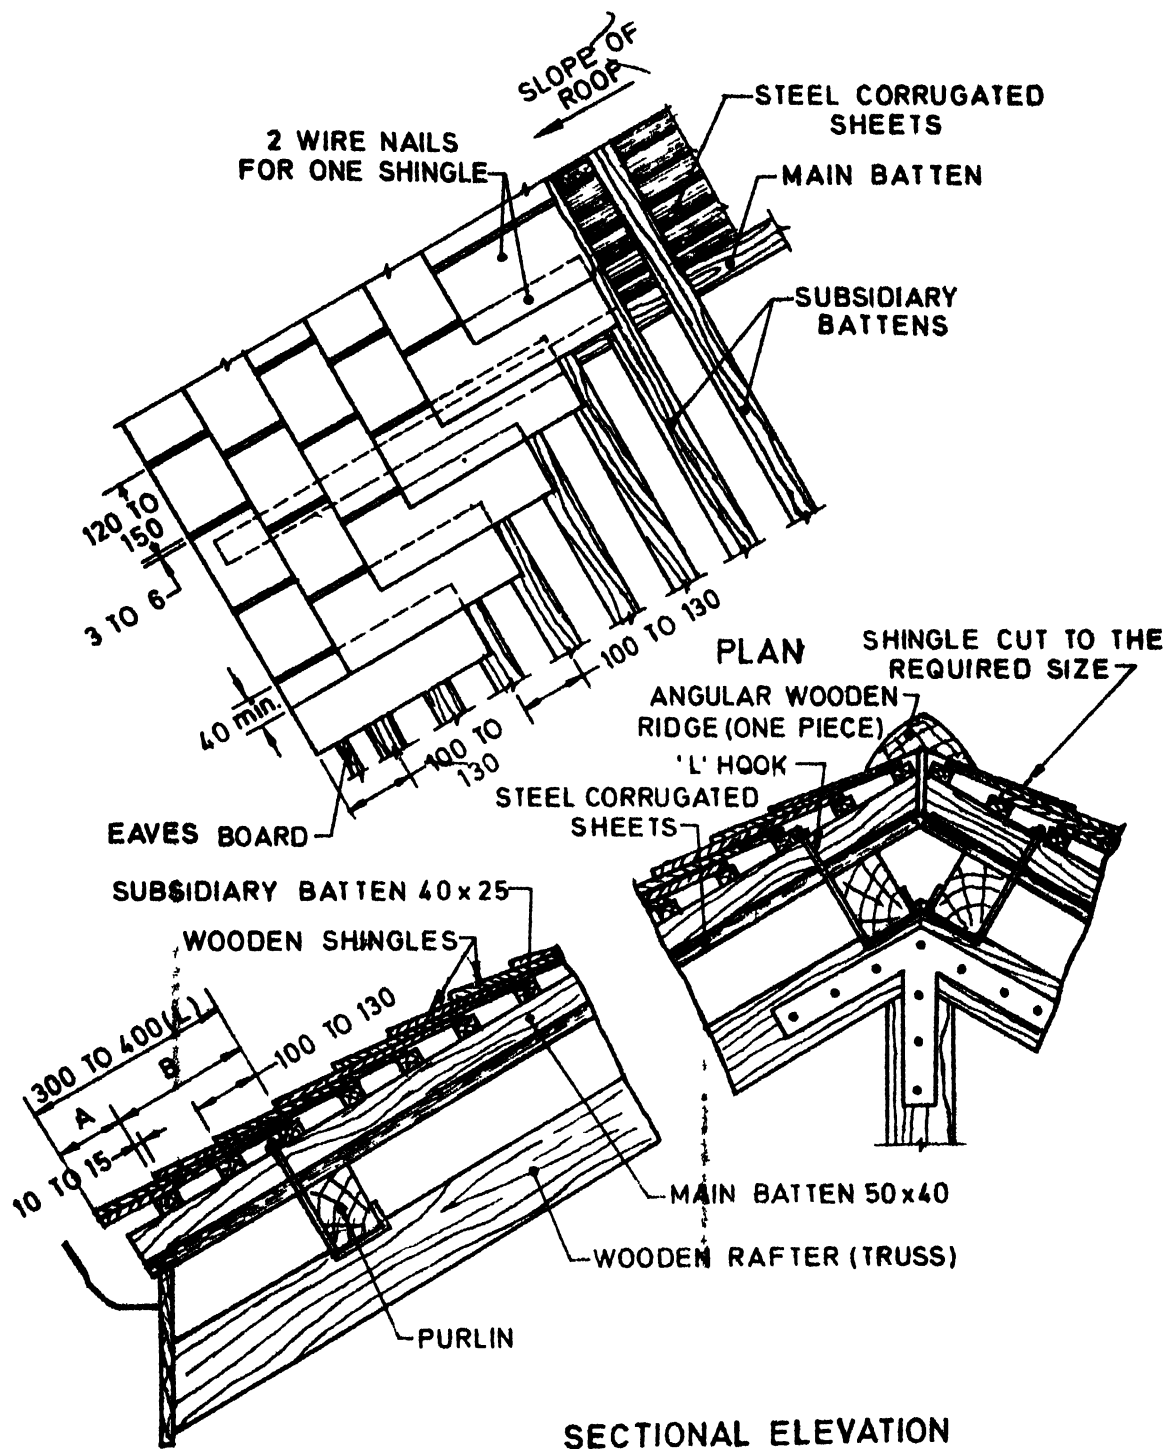 SLOPE OF
ROOF
STEEL CORRUGATED
SHEETS
2 WIRE NAILS
FOR ONE SHINGLE
MAIN BATTEN
SUBSIDIARY
BATTENS
120 TO
150
3 TO 6
100 TO 130
40 min.
100 TO
130
EAVES BOARD
PLAN
SHINGLE CUT TO THE
REQUIRED SIZE
ANGULAR WOODEN
RIDGE (ONE PIECE)
'L' HOOK
STEEL CORRUGATED
SHEETS
SUBSIDIARY BATTEN 40 x 25
WOODEN SHINGLES
300 TO 400 (L)
100 TO 130
B
A
10 TO 15
MAIN BATTEN 50 x 40
WOODEN RAFTER (TRUSS)
PURLIN
SECTIONAL ELEVATION